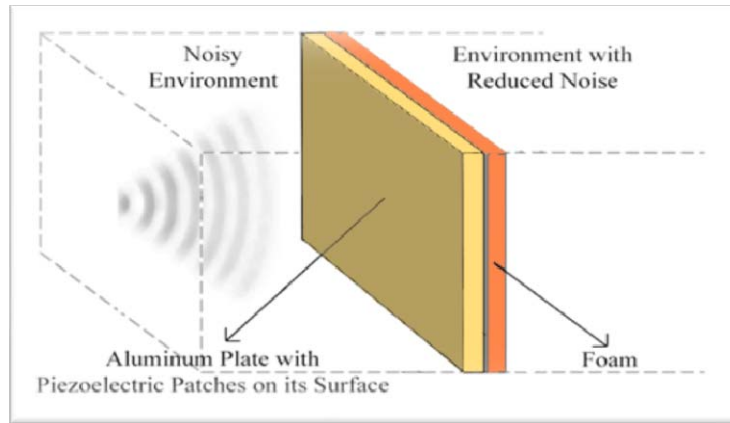 Noisy
Environment
Environment with
Reduced Noise
Aluminum Plate with
Piezoelectric Patches on its Surface
Foam